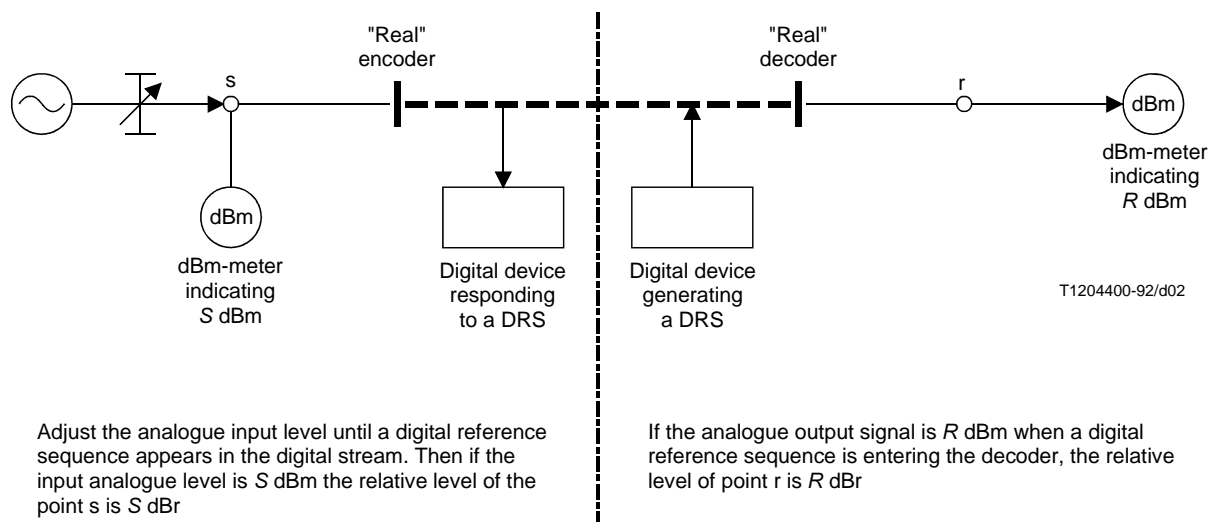 "Real"
encoder
"Real"
decoder
s
r
dBm
dBm-meter
indicating
R dBm
dBm
dBm-meter
indicating
S dBm
Digital device
responding
to a DRS
Digital device
generating
a DRS
T1204400-92/d02
Adjust the analogue input level until a digital reference
sequence appears in the digital stream. Then if the
input analogue level is S dBm the relative level of the
point s is S dBr
If the analogue output signal is R dBm when a digital
reference sequence is entering the decoder, the relative
level of point r is R dBr